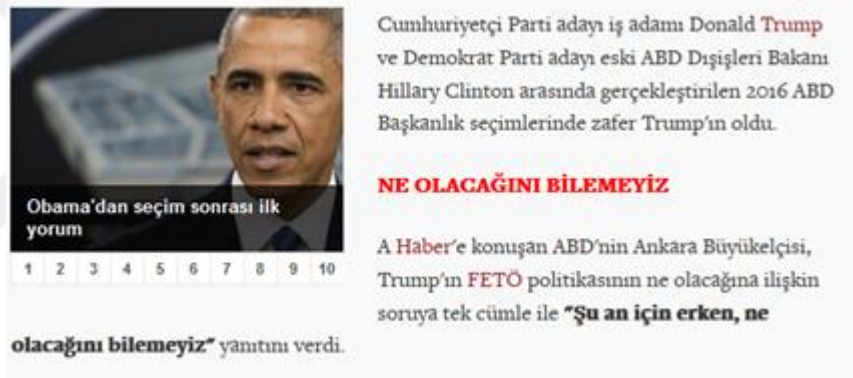 Obama'dan seçim sonrası ilk
yorum
1 2 3 4 5 6 7 8 9 10
Cumhuriyetçi Parti adayı iş adamı Donald Trump
ve Demokrat Parti adayı eski ABD Dışişleri Bakanı
Hillary Clinton arasında gerçekleştirilen 2016 ABD
Başkanlık seçimlerinde zafer Trump'ın oldu.
NE OLACAĞINI BİLEMEYİZ
A Haber'e konuşan ABD'nin Ankara Büyükelçisi,
Trump'ın FETÖ politikasının ne olacağına ilişkin
soruya tek cümle ile "Şu an için erken, ne
olacağını bilemeyiz" yanıtını verdi.